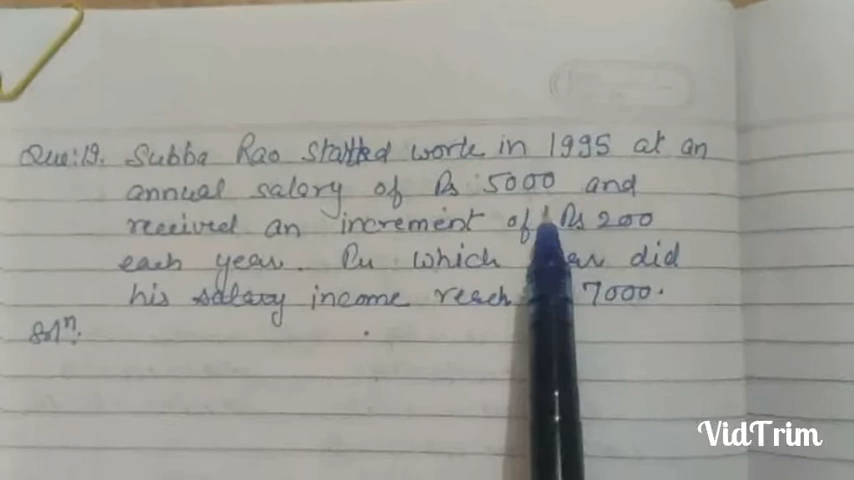 Que:19. Subba Rao started work in 1995 at an
annual salary of Rs 5000 and
received an increment of Rs 200
each year. In which did
his salary income reach 7000.
Solⁿ:
VidTrim